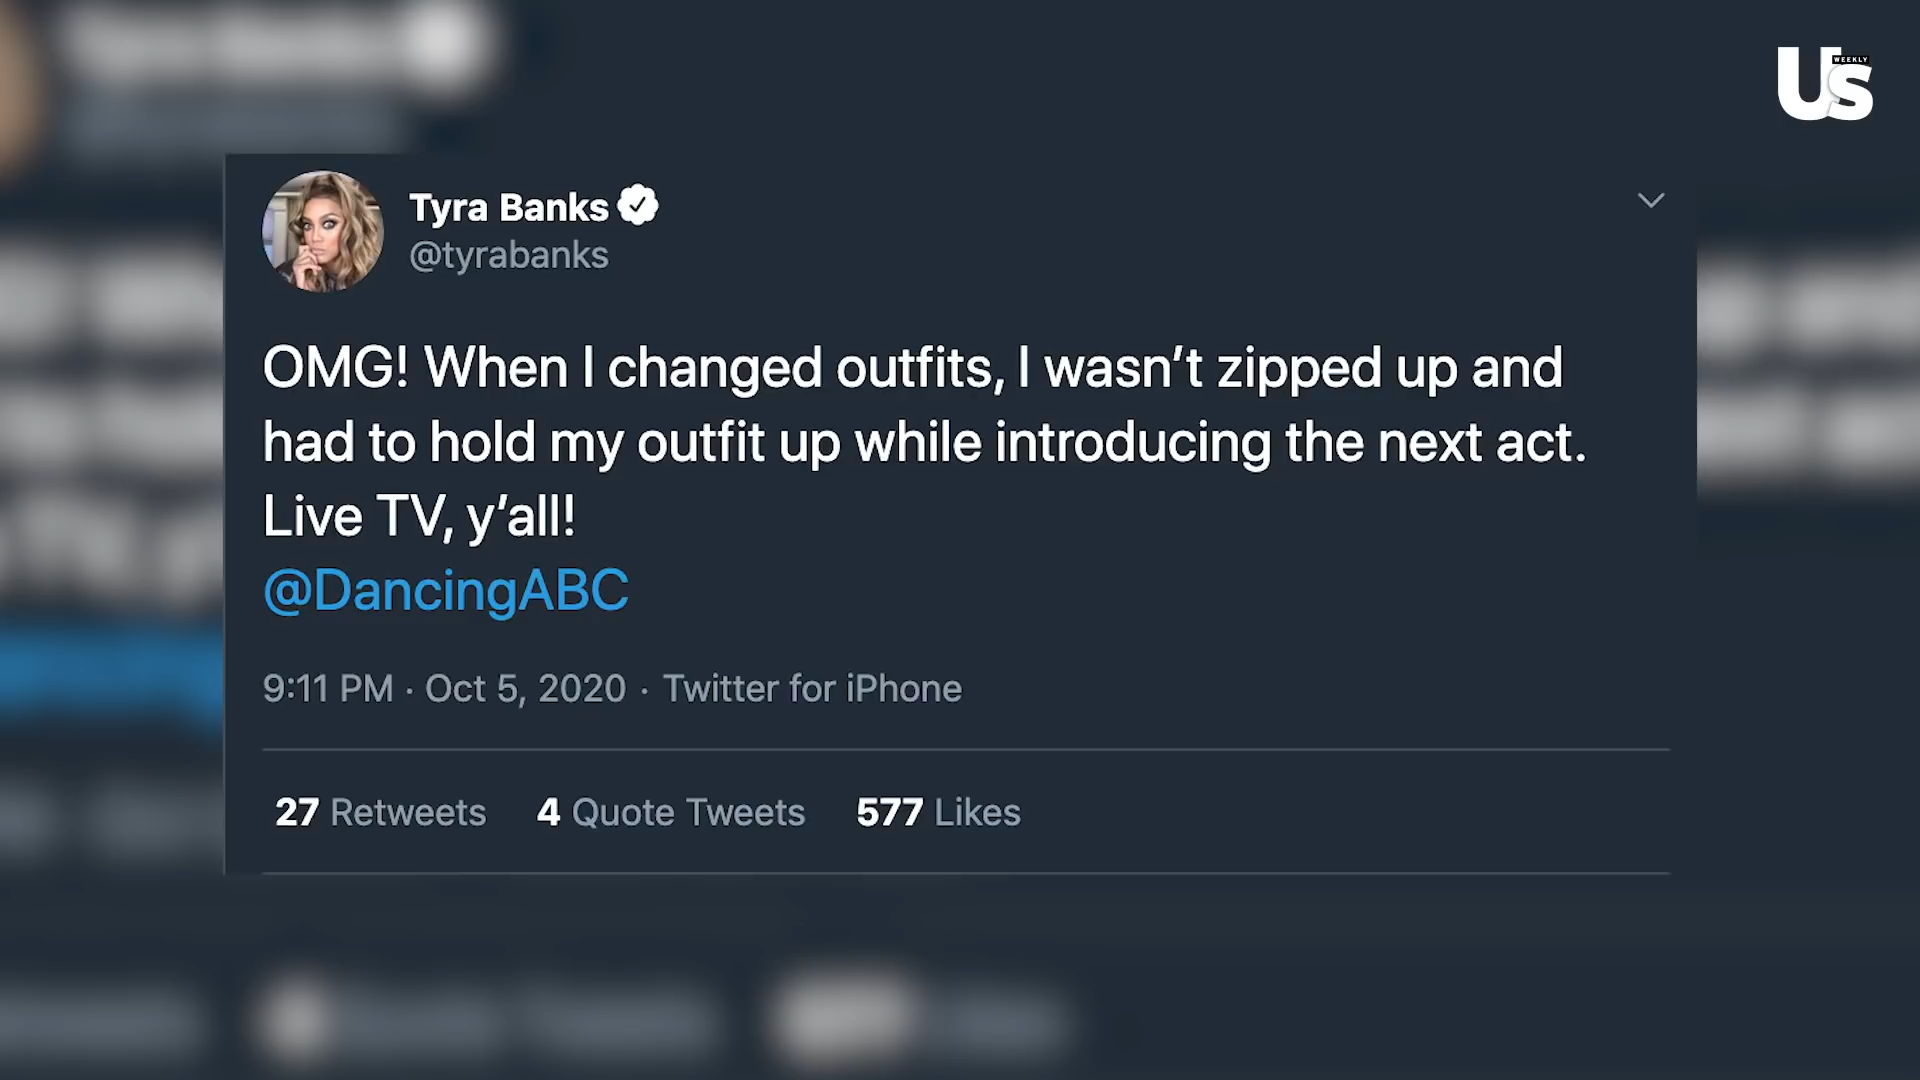 Us
WEEKLY
Tyra Banks
@tyrabanks
OMG! When I changed outfits, I wasn’t zipped up and
had to hold my outfit up while introducing the next act.
Live TV, y’all!
@DancingABC
9:11 PM · Oct 5, 2020 · Twitter for iPhone
27 Retweets 4 Quote Tweets 577 Likes